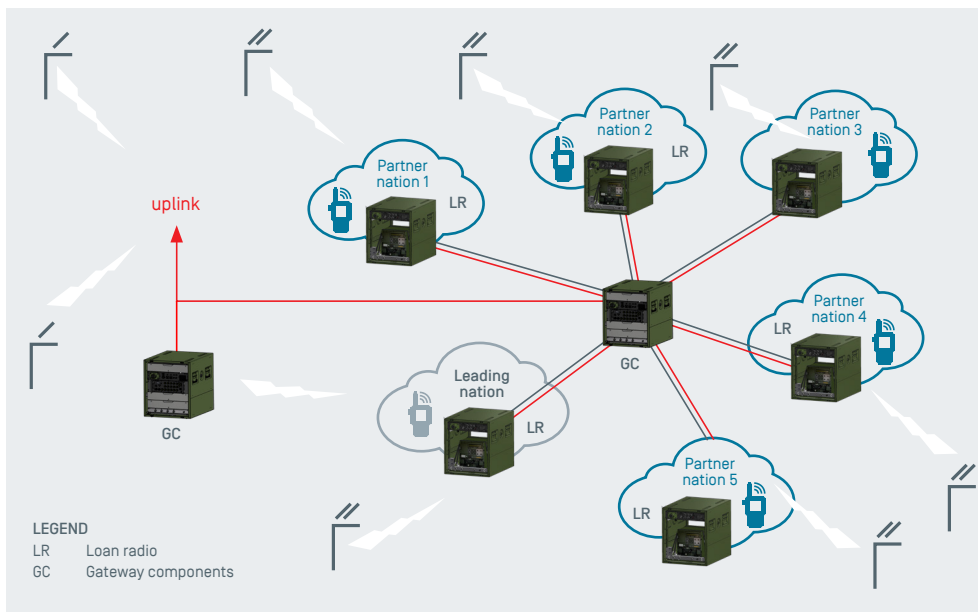 Partner
nation 1
LR
Partner
nation 2
LR
Partner
nation 3
uplink
Partner
nation 4
LR
GC
GC
Leading
nation
LR
Partner
nation 5
LR
LEGEND
LR Loan radio
GC Gateway components